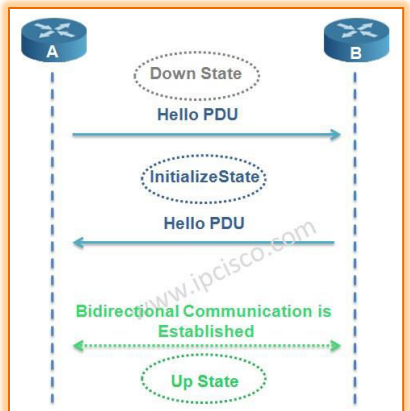 A
B
Down State
Hello PDU
InitializeState
Hello PDU
www.ipcisco.com
Bidirectional Communication is
Established
Up State